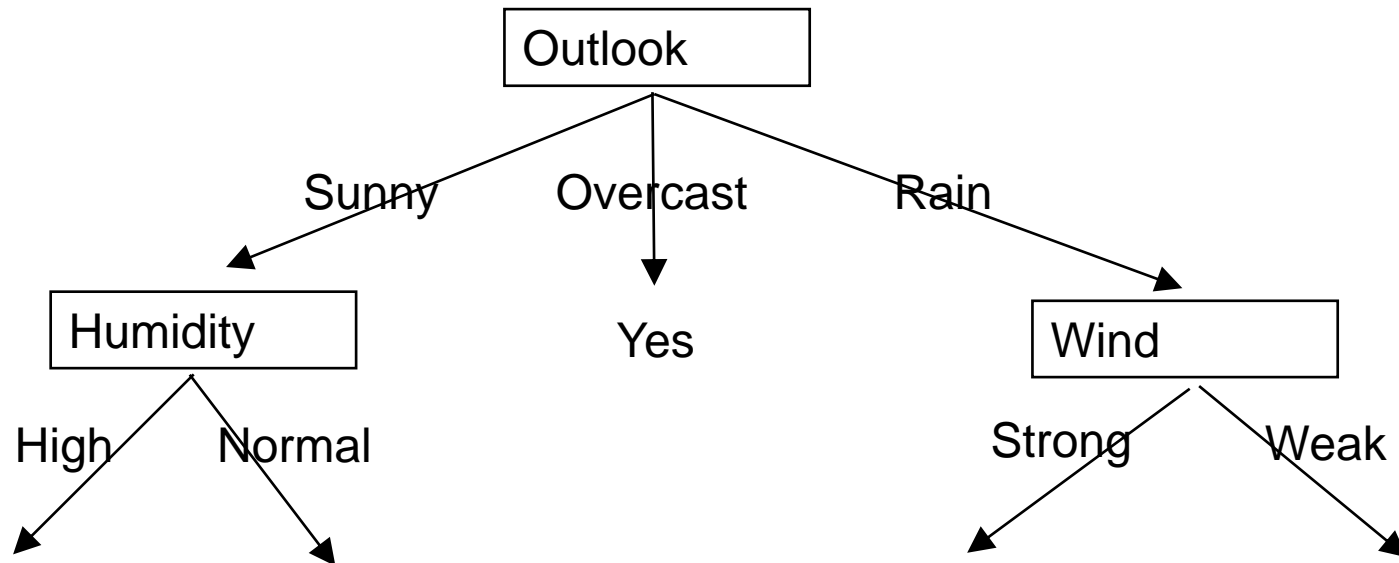 Outlook
Sunny Overcast Rain
Humidity Yes Wind
High Normal Strong Weak